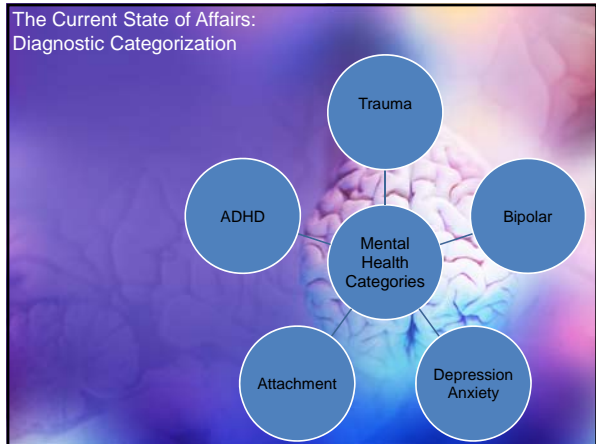 The Current State of Affairs:
Diagnostic Categorization
Trauma
ADHD
Bipolar
Mental
Health
Categories
Attachment
Depression
Anxiety